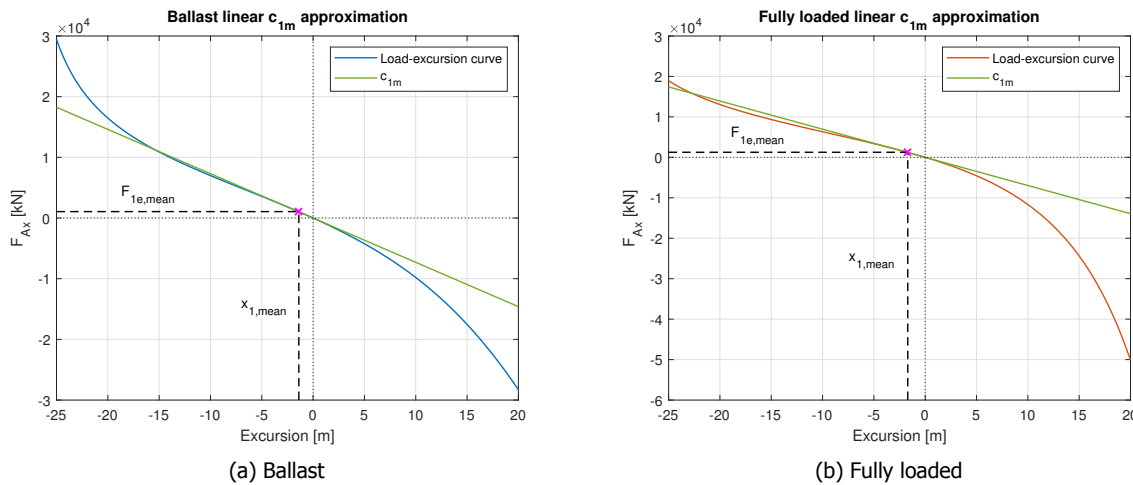 Ballast linear c1m approximation
×10^4
Load-excursion curve
c1m
F1e,mean
x1,mean
FAx [kN]
3
2
1
0
-1
-2
-3
-25 -20 -15 -10 -5 0 5 10 15 20
Excursion [m]
(a) Ballast
Fully loaded linear c1m approximation
×10^4
Load-excursion curve
c1m
F1e,mean
x1,mean
FAx [kN]
3
2
1
0
-1
-2
-3
-4
-5
-6
-25 -20 -15 -10 -5 0 5 10 15 20
Excursion [m]
(b) Fully loaded